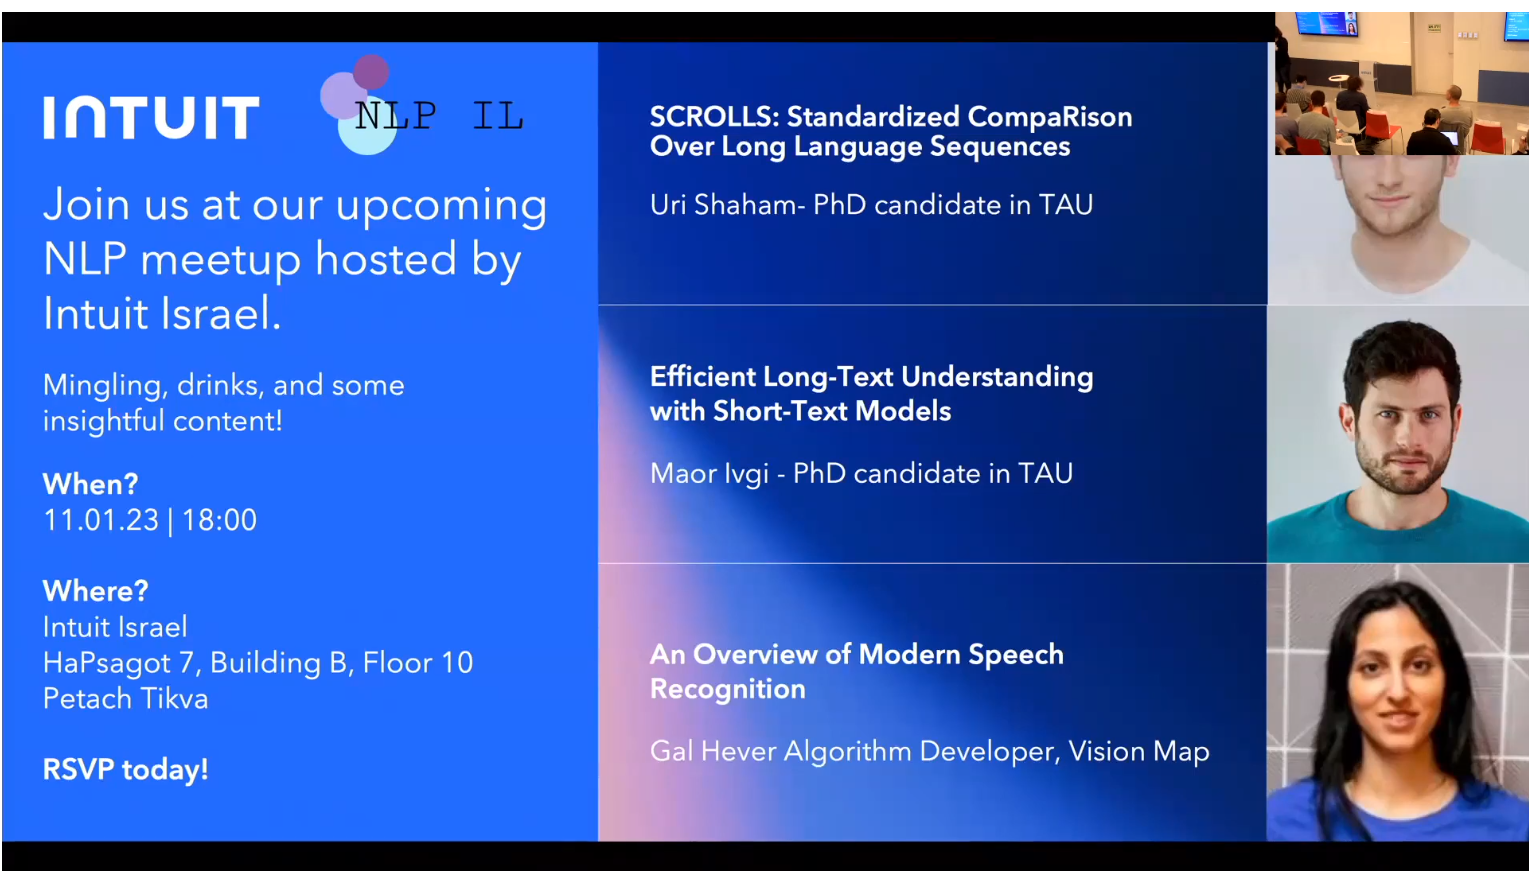 INTUIT
NLP IL
Join us at our upcoming
NLP meetup hosted by
Intuit Israel.
Mingling, drinks, and some
insightful content!
When?
11.01.23 | 18:00
Where?
Intuit Israel
HaPsagot 7, Building B, Floor 10
Petach Tikva
RSVP today!
SCROLLS: Standardized CompaRison
Over Long Language Sequences
Uri Shaham- PhD candidate in TAU
Efficient Long-Text Understanding
with Short-Text Models
Maor Ivgi - PhD candidate in TAU
An Overview of Modern Speech
Recognition
Gal Hever Algorithm Developer, Vision Map